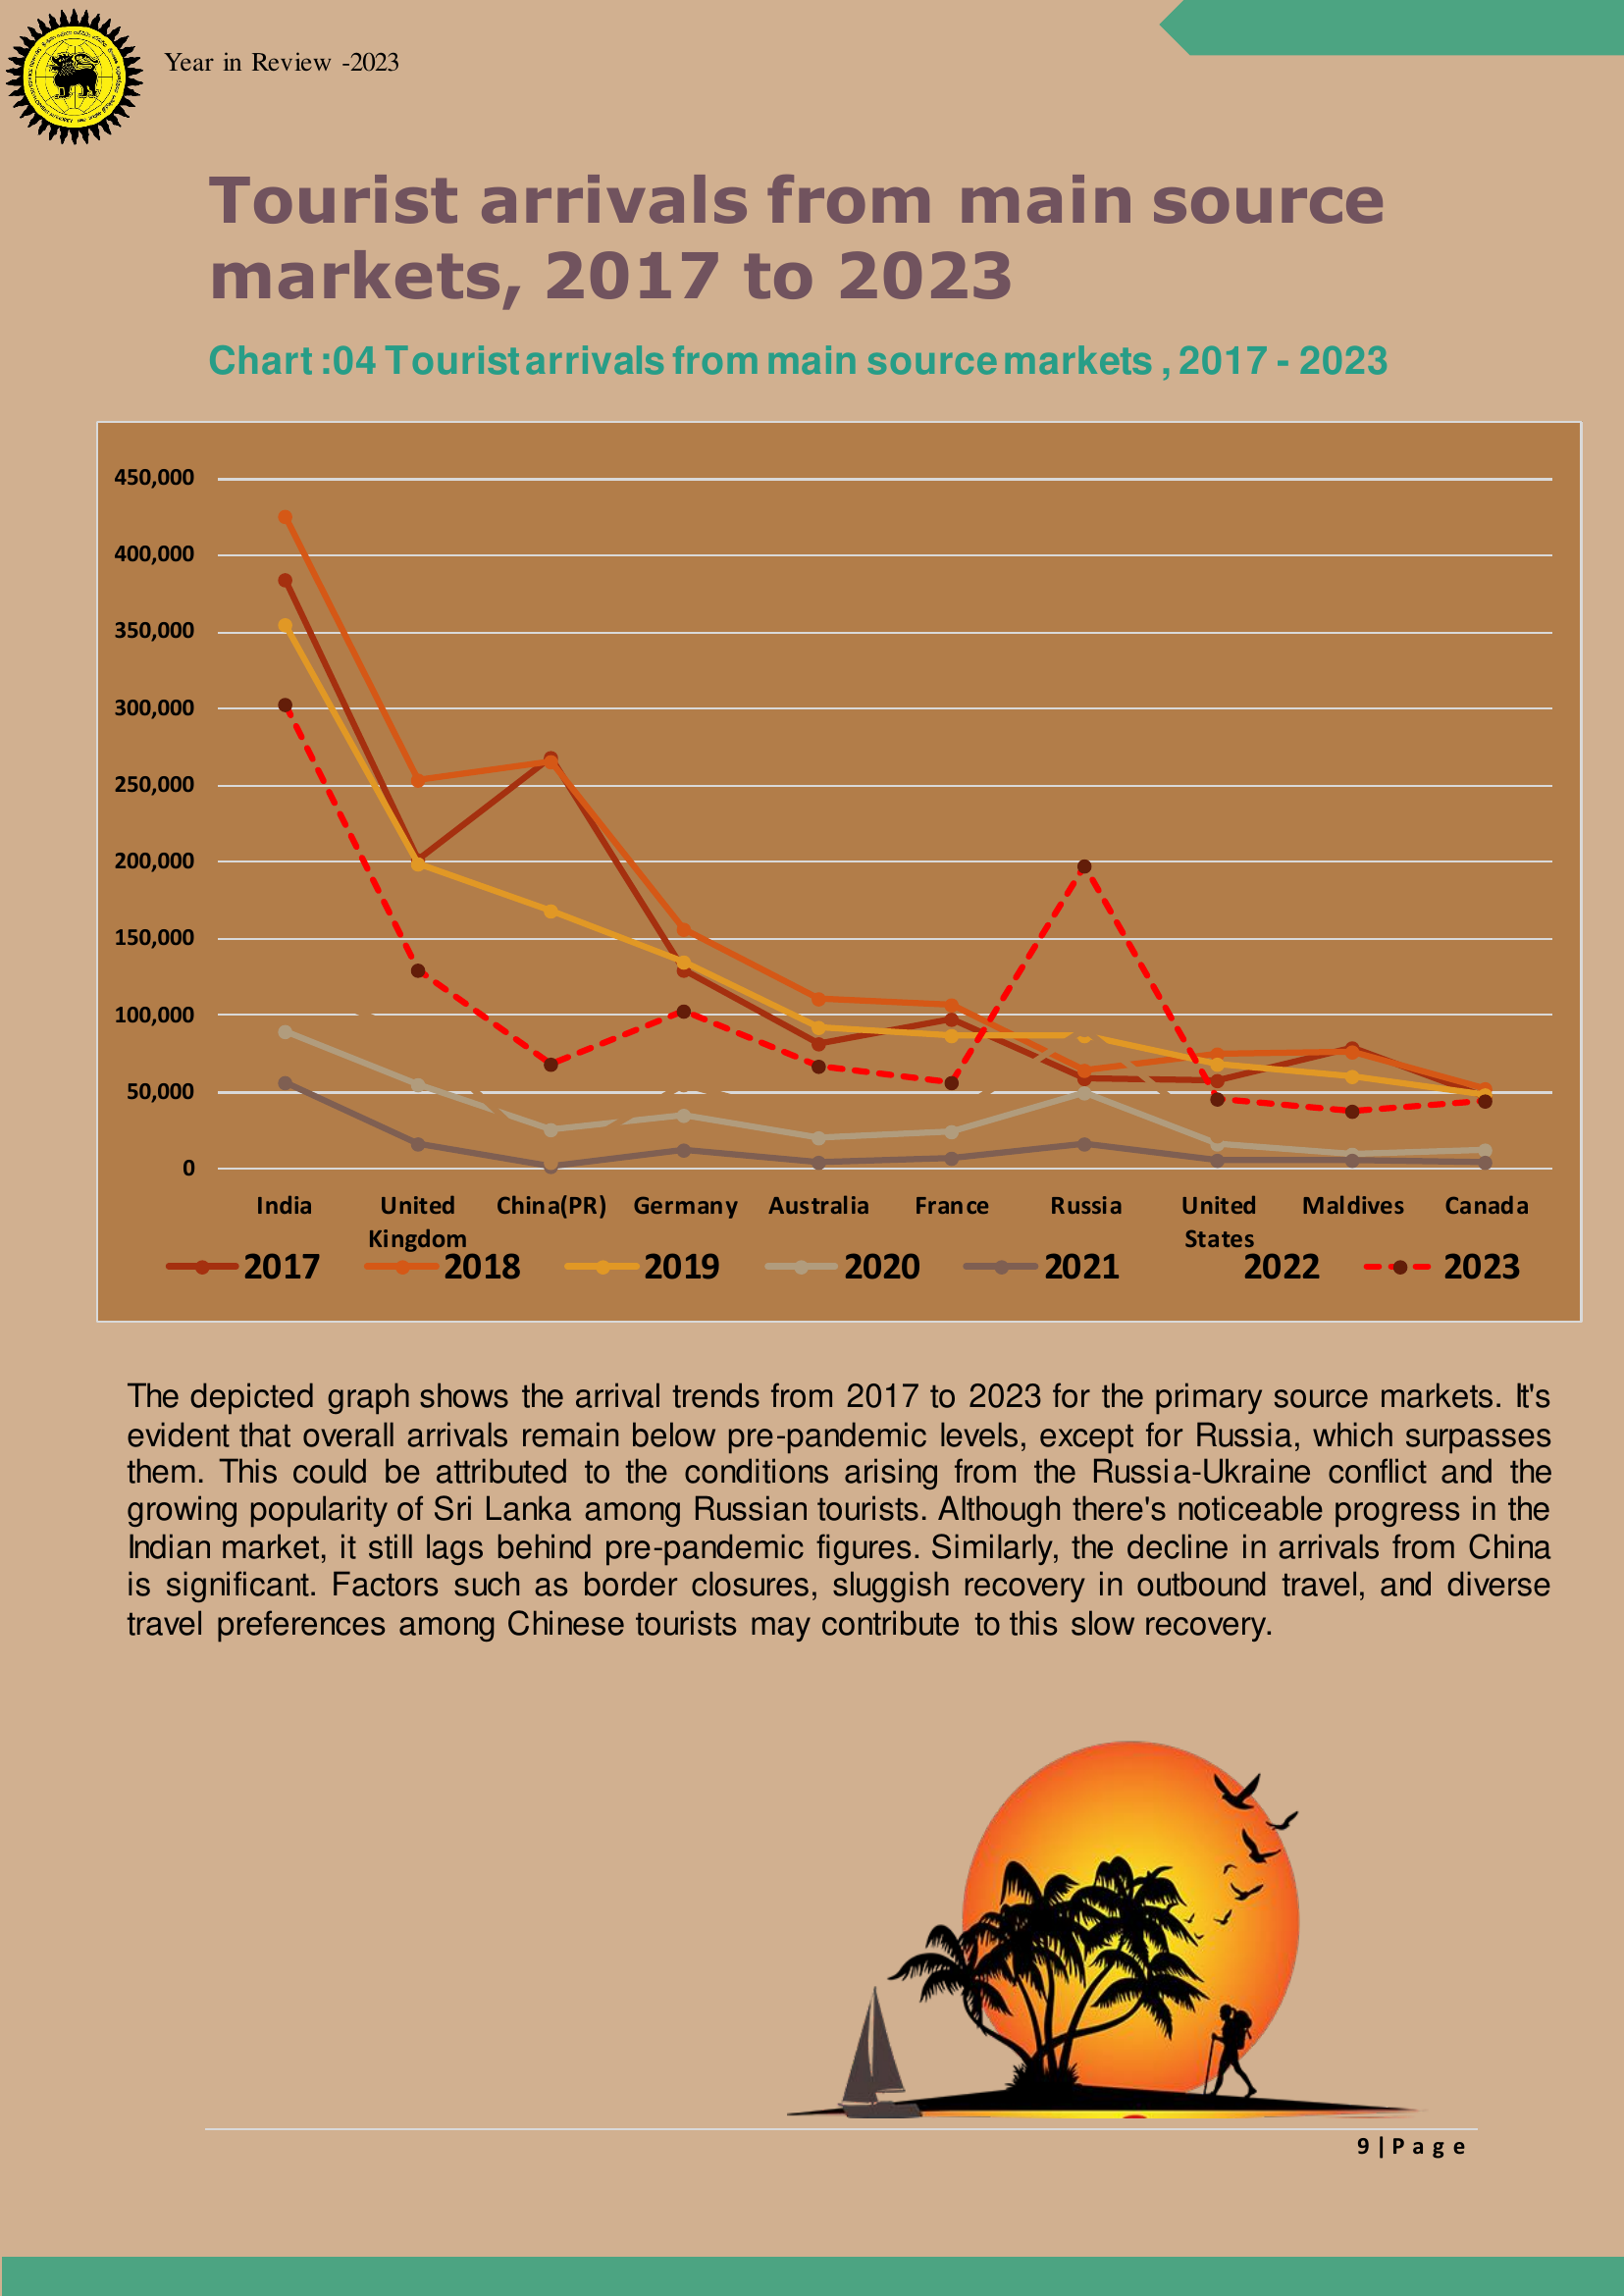 Year in Review -2023
Tourist arrivals from main source
markets, 2017 to 2023
Chart :04 Tourist arrivals from main source markets , 2017 - 2023
450,000
400,000
350,000
300,000
250,000
200,000
150,000
100,000
50,000
0
India United Kingdom China(PR) Germany Australia France Russia United States Maldives Canada
2017 2018 2019 2020 2021 2022 2023
The depicted graph shows the arrival trends from 2017 to 2023 for the primary source markets. It's
evident that overall arrivals remain below pre-pandemic levels, except for Russia, which surpasses
them. This could be attributed to the conditions arising from the Russia-Ukraine conflict and the
growing popularity of Sri Lanka among Russian tourists. Although there's noticeable progress in the
Indian market, it still lags behind pre-pandemic figures. Similarly, the decline in arrivals from China
is significant. Factors such as border closures, sluggish recovery in outbound travel, and diverse
travel preferences among Chinese tourists may contribute to this slow recovery.
9 | P a g e